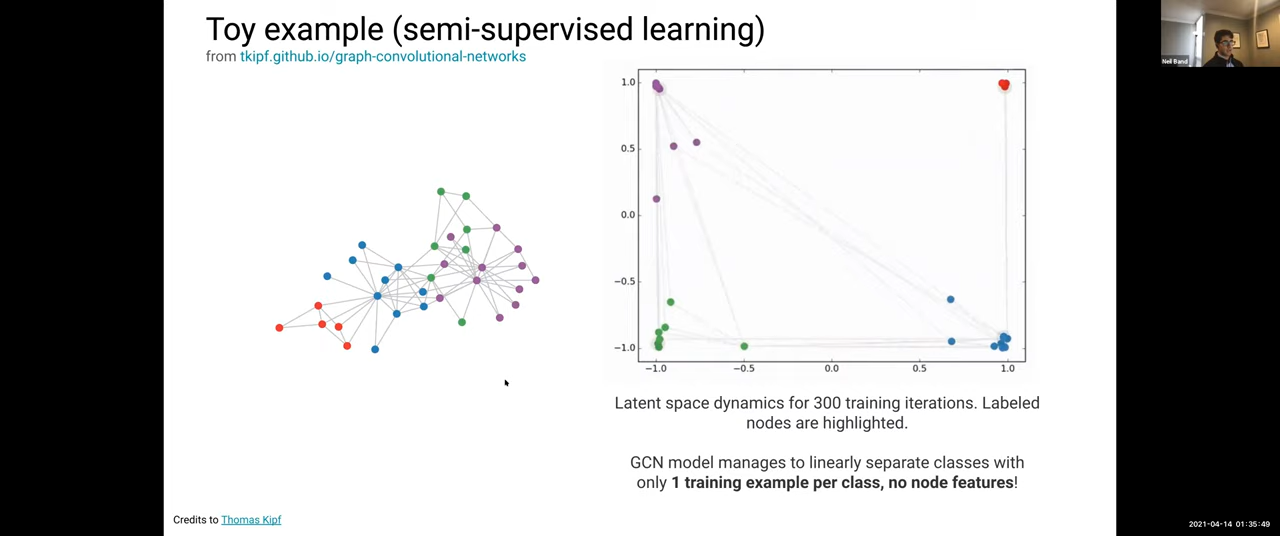 Toy example (semi-supervised learning)
from tkipf.github.io/graph-convolutional-networks
Neil Band
1.0
0.5
0.0
−0.5
−1.0
−1.0
−0.5
0.0
0.5
1.0
Latent space dynamics for 300 training iterations. Labeled
nodes are highlighted.
GCN model manages to linearly separate classes with
only 1 training example per class, no node features!
Credits to Thomas Kipf
2021-04-14 01:35:49